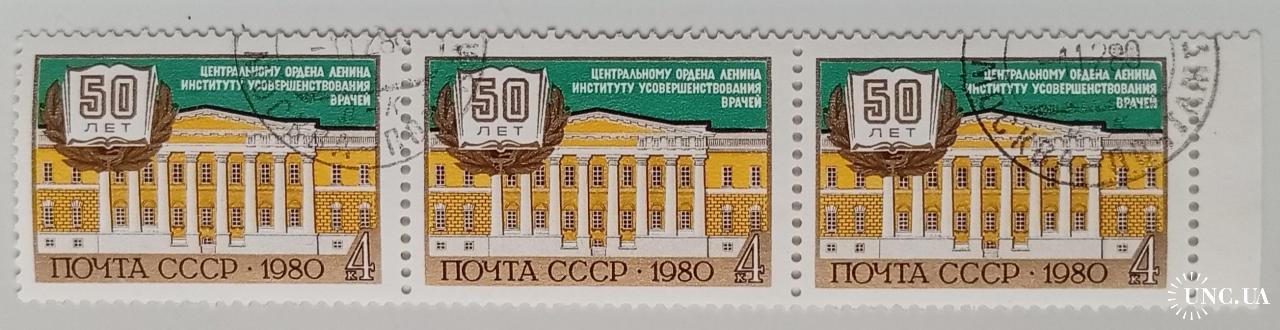 50
ЛЕТ
ЦЕНТРАЛЬНОМУ ОРДЕНА ЛЕНИНА
ИНСТИТУТУ УСОВЕРШЕНСТВОВАНИЯ
ВРАЧЕЙ
ПОЧТА СССР · 1980
4
К
50
ЛЕТ
ЦЕНТРАЛЬНОМУ ОРДЕНА ЛЕНИНА
ИНСТИТУТУ УСОВЕРШЕНСТВОВАНИЯ
ВРАЧЕЙ
ПОЧТА СССР · 1980
4
К
50
ЛЕТ
ЦЕНТРАЛЬНОМУ ОРДЕНА ЛЕНИНА
ИНСТИТУТУ УСОВЕРШЕНСТВОВАНИЯ
ВРАЧЕЙ
ПОЧТА СССР · 1980
4
К
МОСКВА
UNC.UA